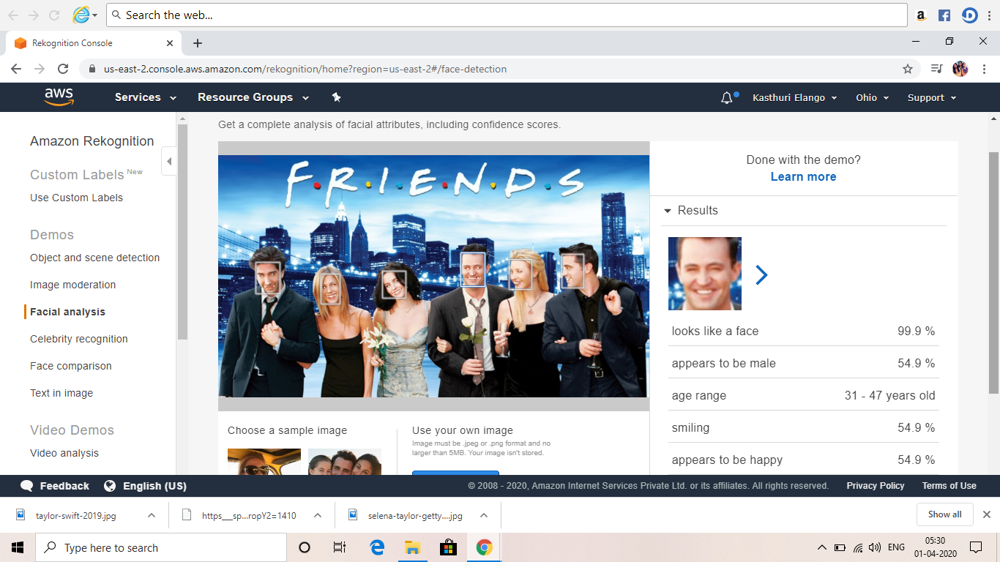 Search the web...
Rekognition Console
us-east-2.console.aws.amazon.com/rekognition/home?region=us-east-2#/face-detection
aws
Services
Resource Groups
Kasthuri Elango
Ohio
Support
Amazon Rekognition
Custom Labels New
Use Custom Labels
Demos
Object and scene detection
Image moderation
Facial analysis
Celebrity recognition
Face comparison
Text in image
Video Demos
Video analysis
Get a complete analysis of facial attributes, including confidence scores.
F·R·I·E·N·D·S
Choose a sample image
Use your own image
Image must be .jpeg or .png format and no
larger than 5MB. Your image isn't stored.
Done with the demo?
Learn more
Results
looks like a face 99.9 %
appears to be male 54.9 %
age range 31 - 47 years old
smiling 54.9 %
appears to be happy 54.9 %
Feedback
English (US)
© 2008 - 2020, Amazon Internet Services Private Ltd. or its affiliates. All rights reserved.
Privacy Policy
Terms of Use
taylor-swift-2019.jpg
https___sp...ropY2=1410
selena-taylor-getty....jpg
Show all
Type here to search
ENG
05:30
01-04-2020